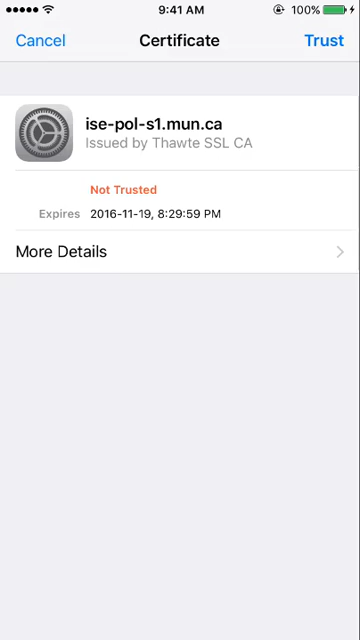 9:41 AM
100%
Cancel
Certificate
Trust
ise-pol-s1.mun.ca
Issued by Thawte SSL CA
Not Trusted
Expires 2016-11-19, 8:29:59 PM
More Details